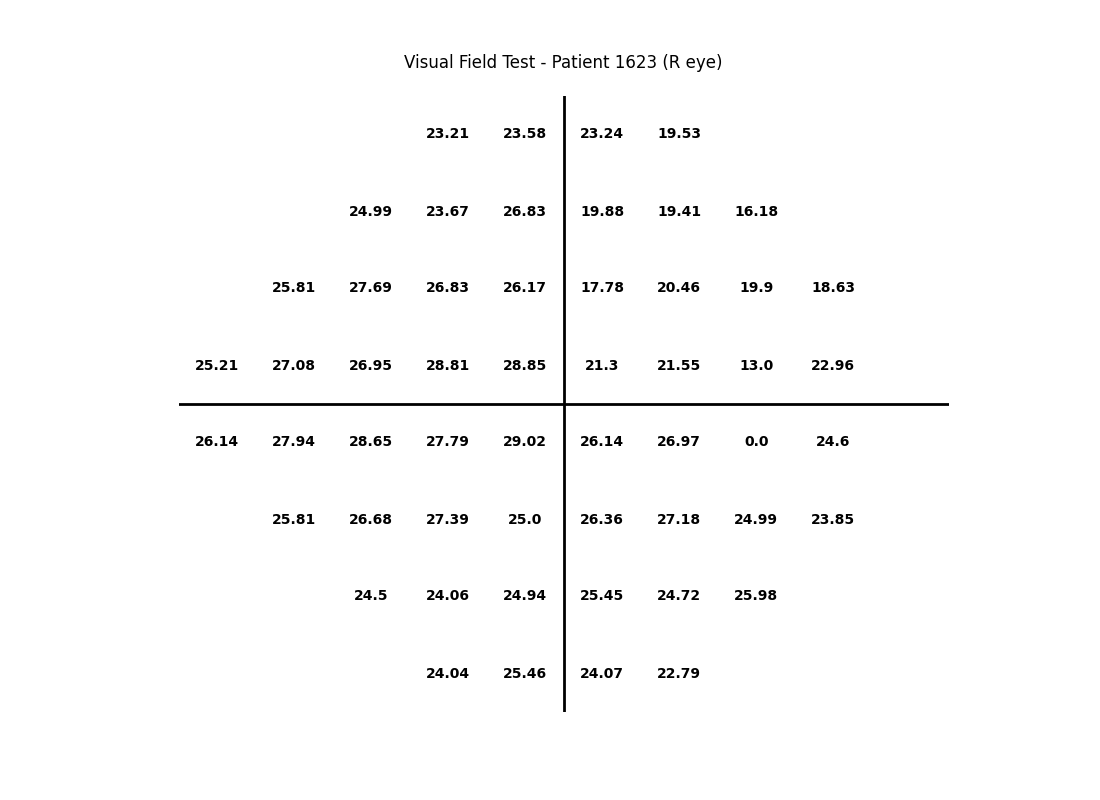 Visual Field Test - Patient 1623 (R eye)
23.21 23.58 23.24 19.53
24.99 23.67 26.83 19.88 19.41 16.18
25.81 27.69 26.83 26.17 17.78 20.46 19.9 18.63
25.21 27.08 26.95 28.81 28.85 21.3 21.55 13.0 22.96
26.14 27.94 28.65 27.79 29.02 26.14 26.97 0.0 24.6
25.81 26.68 27.39 25.0 26.36 27.18 24.99 23.85
24.5 24.06 24.94 25.45 24.72 25.98
24.04 25.46 24.07 22.79